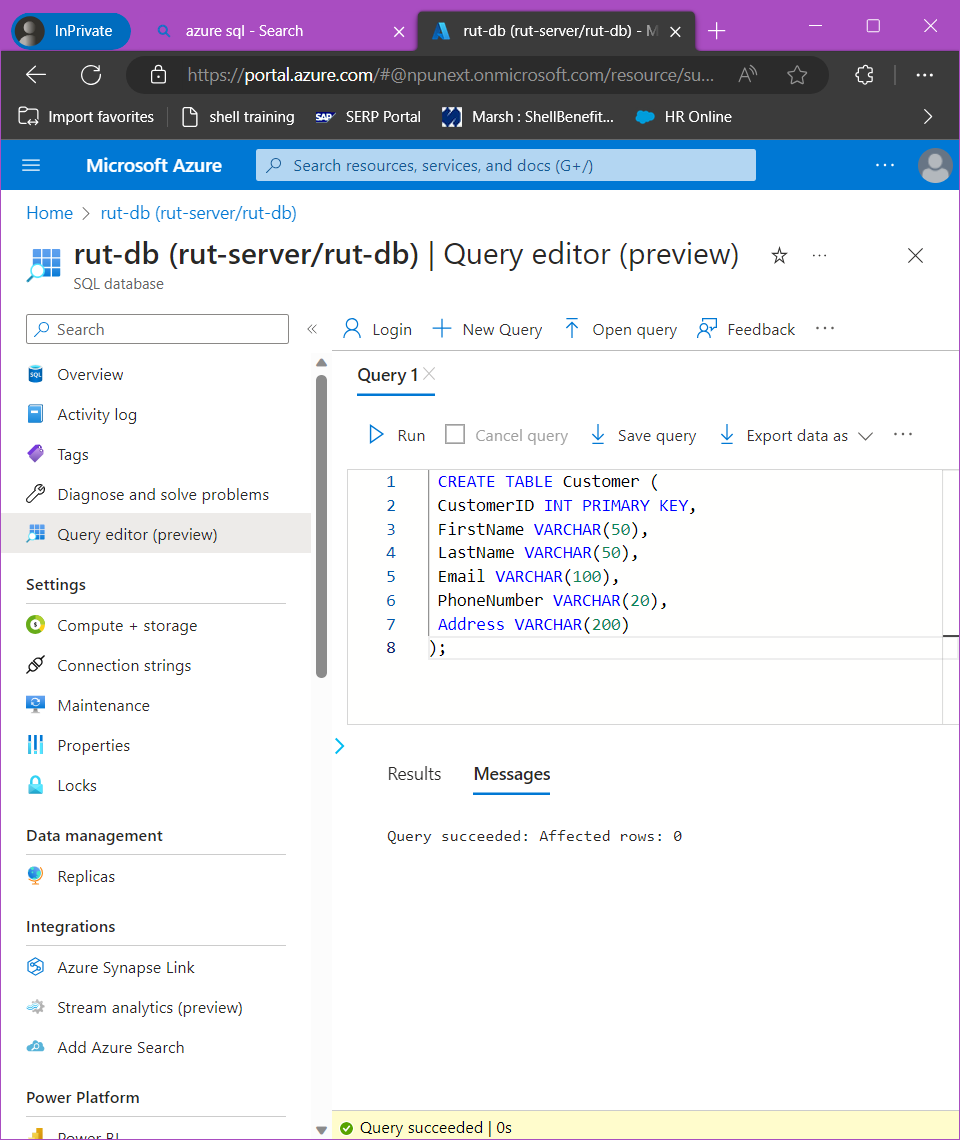 InPrivate
azure sql - Search
rut-db (rut-server/rut-db) - M
https://portal.azure.com/#@npunext.onmicrosoft.com/resource/su...
Import favorites
shell training
SAP
SERP Portal
Marsh : ShellBenefit...
HR Online
Microsoft Azure
Search resources, services, and docs (G+/)
Home
rut-db (rut-server/rut-db)
rut-db (rut-server/rut-db) | Query editor (preview)
SQL database
Search
Login
New Query
Open query
Feedback
Overview
Activity log
Tags
Diagnose and solve problems
Query editor (preview)
Settings
Compute + storage
Connection strings
Maintenance
Properties
Locks
Data management
Replicas
Integrations
Azure Synapse Link
Stream analytics (preview)
Add Azure Search
Power Platform
Power BI
Query 1
Run
Cancel query
Save query
Export data as
1 CREATE TABLE Customer (
2 CustomerID INT PRIMARY KEY,
3 FirstName VARCHAR(50),
4 LastName VARCHAR(50),
5 Email VARCHAR(100),
6 PhoneNumber VARCHAR(20),
7 Address VARCHAR(200)
8 );
Results
Messages
Query succeeded: Affected rows: 0
Query succeeded | 0s